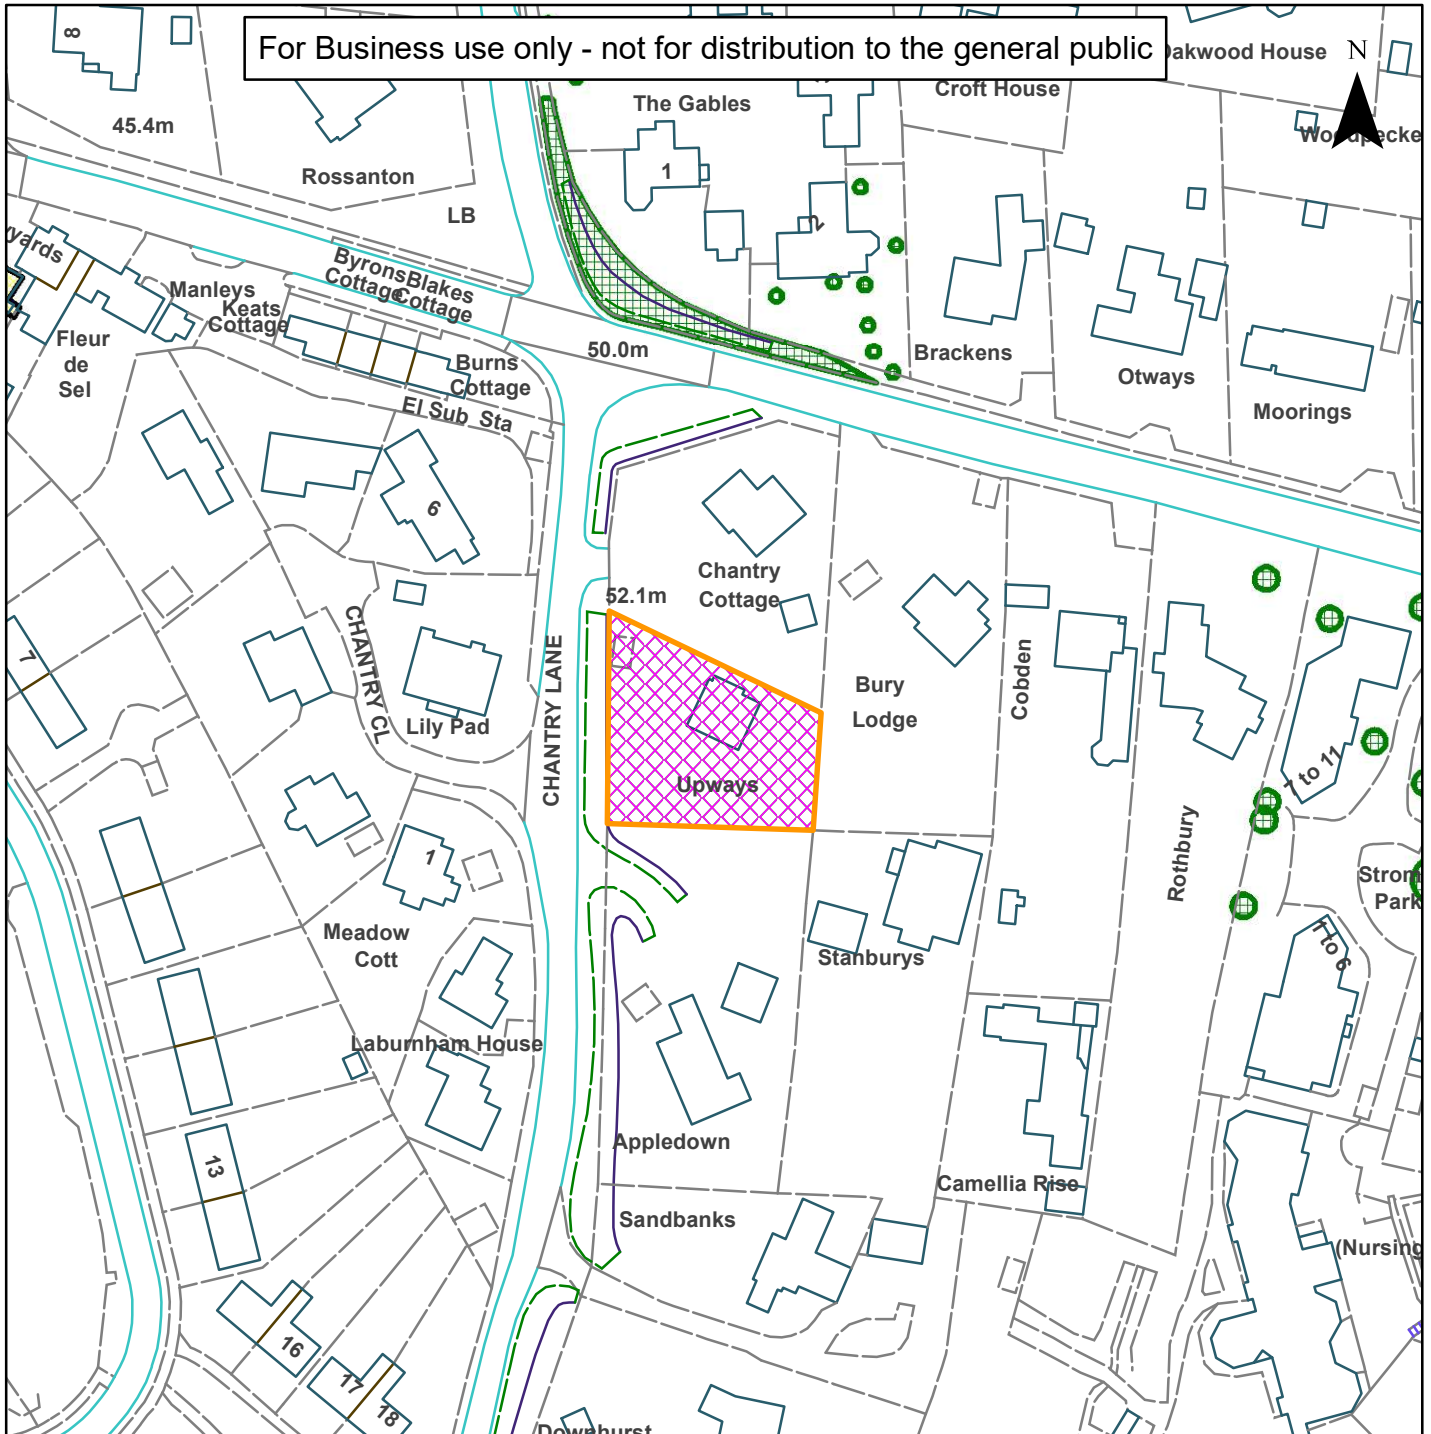 For Business use only - not for distribution to the general public
8
Oakwood House
N
The Gables
Croft House
45.4m
1
Rossanton
LB
2
Byrons
Cottage
Blakes
Cottage
Manleys
Keats
Cottage
Fleur
de
Sel
50.0m
Burns
Cottage
Brackens
Otways
Moorings
El Sub Sta
6
Chantry
Cottage
52.1m
CHANTRY CL
CHANTRY LANE
7
Lily Pad
Bury
Lodge
Cobden
Upways
7 to 11
Rothbury
1
Meadow
Cott
Stanburys
Park
1 to 6
Laburnham House
Appledown
13
Camellia Rise
Sandbanks
(Nursing
16
17
18
Downhurst